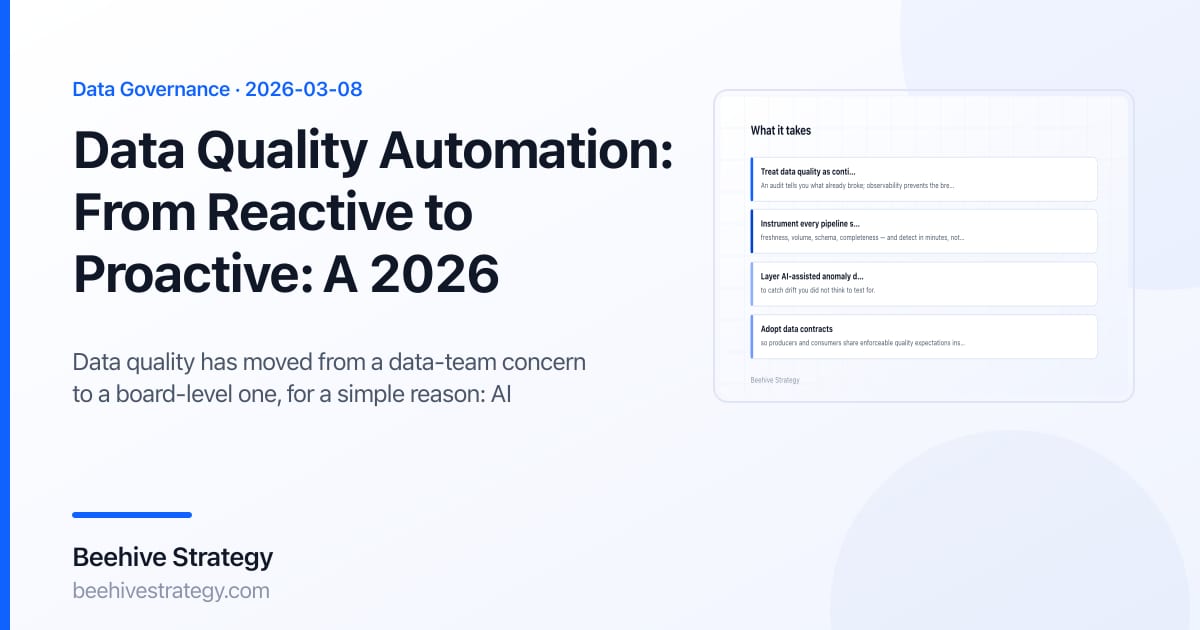 Data Governance · 2026-03-08
Data Quality Automation:
From Reactive to
Proactive: A 2026
Data quality has moved from a data-team concern
to a board-level one, for a simple reason: AI
Beehive Strategy
beehivestrategy.com
What it takes
Treat data quality as conti...
An audit tells you what already broke; observability prevents the bre...
Instrument every pipeline s...
freshness, volume, schema, completeness — and detect in minutes, not...
Layer AI-assisted anomaly d...
to catch drift you did not think to test for.
Adopt data contracts
so producers and consumers share enforceable quality expectations ins...
Beehive Strategy